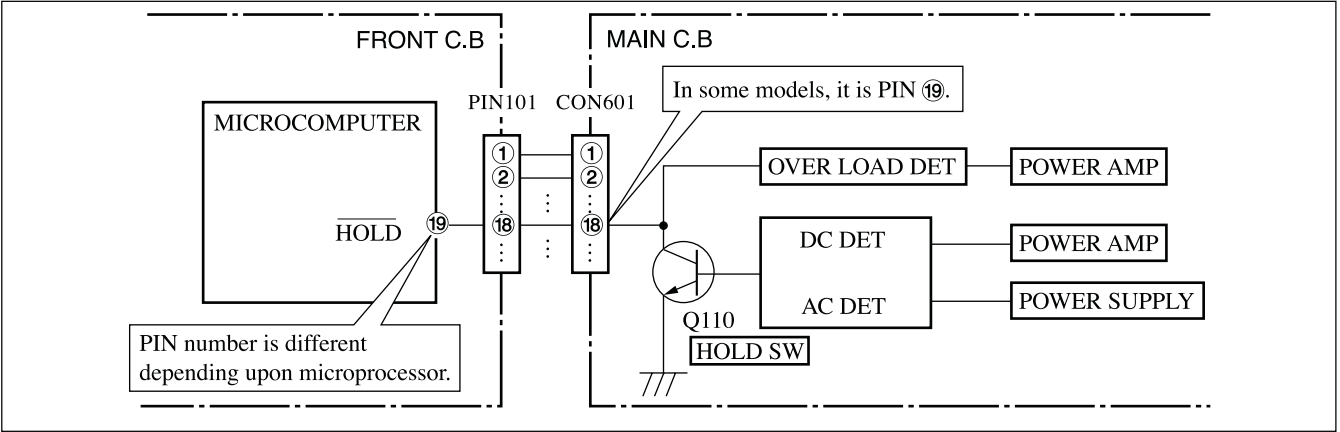 FRONT C.B
MAIN C.B
In some models, it is PIN ⑲.
PIN101
CON601
MICROCOMPUTER
① ①
② ②
OVER LOAD DET
POWER AMP
HOLD
⑲
⑱ ⑱
DC DET
POWER AMP
AC DET
POWER SUPPLY
Q110
HOLD SW
PIN number is different
depending upon microprocessor.